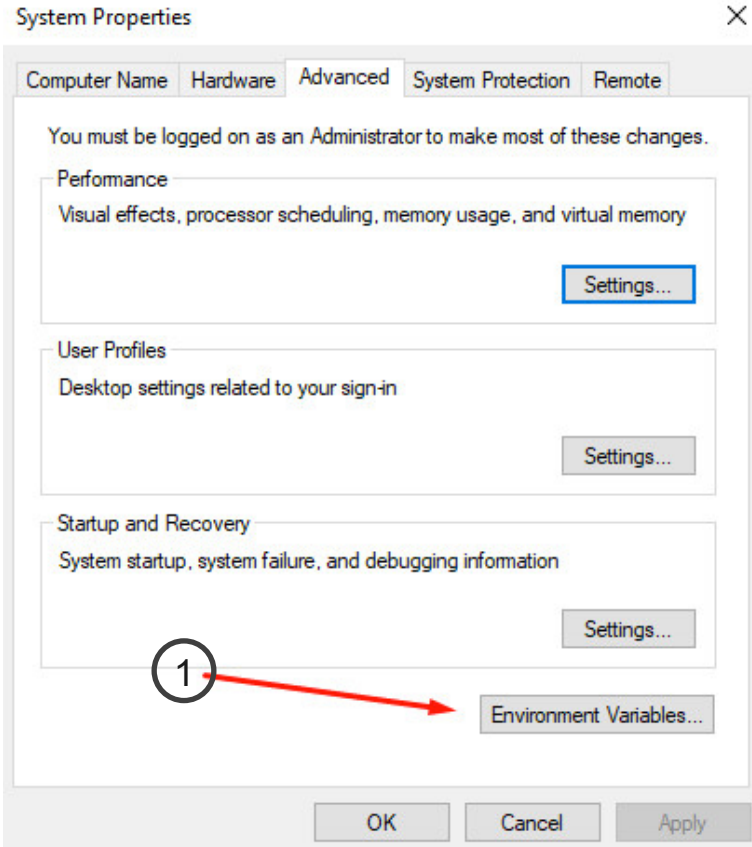 System Properties
Computer Name Hardware Advanced System Protection Remote
You must be logged on as an Administrator to make most of these changes.
Performance
Visual effects, processor scheduling, memory usage, and virtual memory
Settings...
User Profiles
Desktop settings related to your sign-in
Settings...
Startup and Recovery
System startup, system failure, and debugging information
Settings...
1
Environment Variables...
OK Cancel Apply